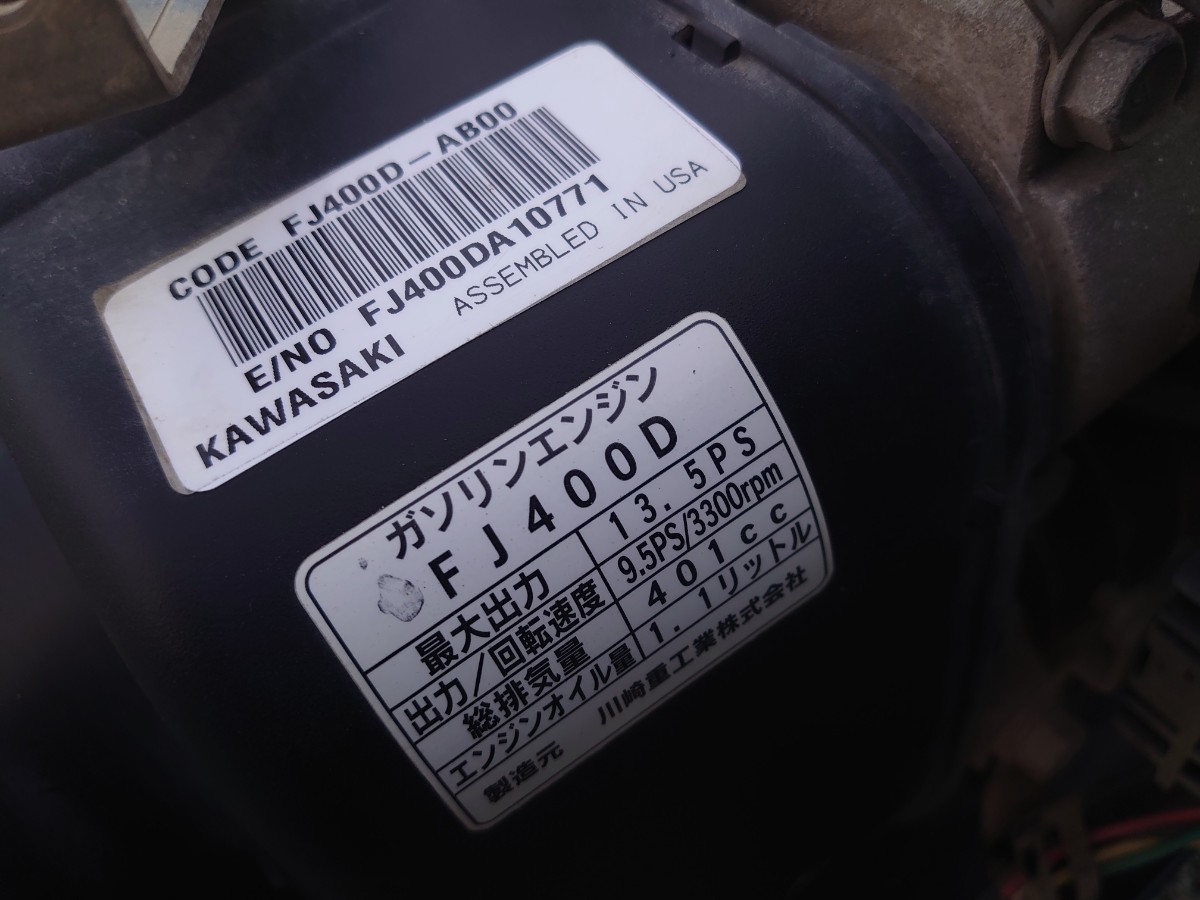 CODE FJ400D-AB00
E/NO FJ400DA10771
KAWASAKI ASSEMBLED IN USA
ガソリンエンジン
FJ400D
最大出力 13.5PS
出力/回転速度 9.5PS/3300rpm
総排気量 401cc
エンジンオイル量 1.1リットル
製造元 川崎重工業株式会社